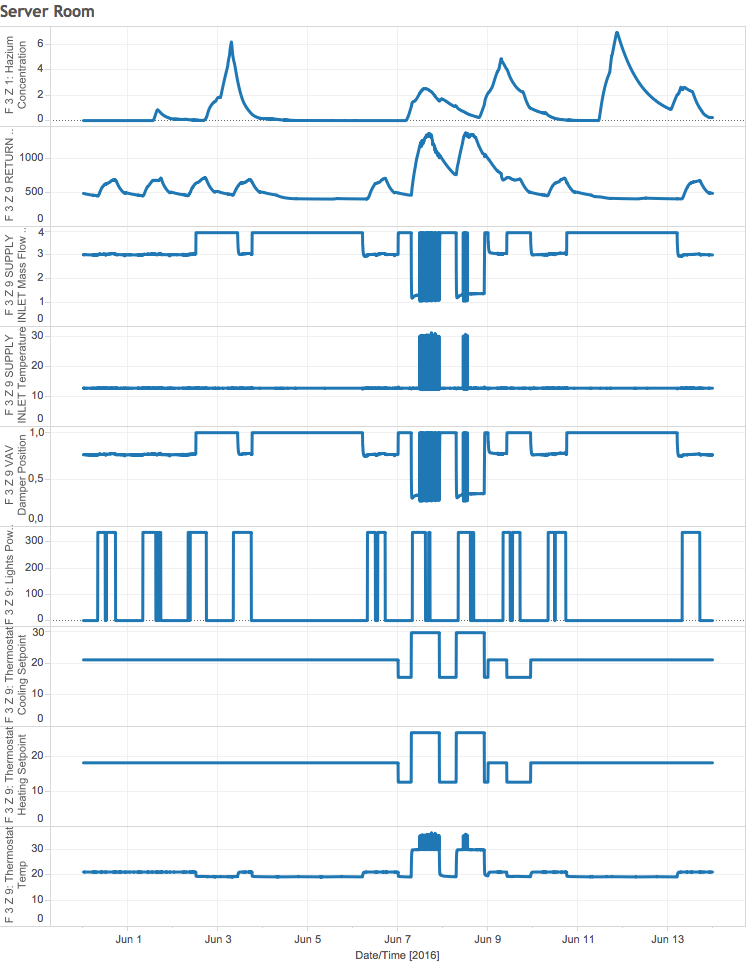 Server Room
F 3 Z 1: Hazium
Concentration
6
4
2
0
F 3 Z 9 RETURN ..
1000
500
0
F 3 Z 9 SUPPLY
INLET Mass Flow ..
4
3
2
1
0
F 3 Z 9 SUPPLY
INLET Temperature
30
20
10
0
F 3 Z 9 VAV
Damper Position
1,0
0,5
0,0
F 3 Z 9: Lights Pow..
300
200
100
0
F 3 Z 9: Thermostat
Cooling Setpoint
30
20
10
0
F 3 Z 9: Thermostat
Heating Setpoint
20
10
0
F 3 Z 9: Thermostat
Temp
30
20
10
0
Jun 1 Jun 3 Jun 5 Jun 7 Jun 9 Jun 11 Jun 13
Date/Time [2016]